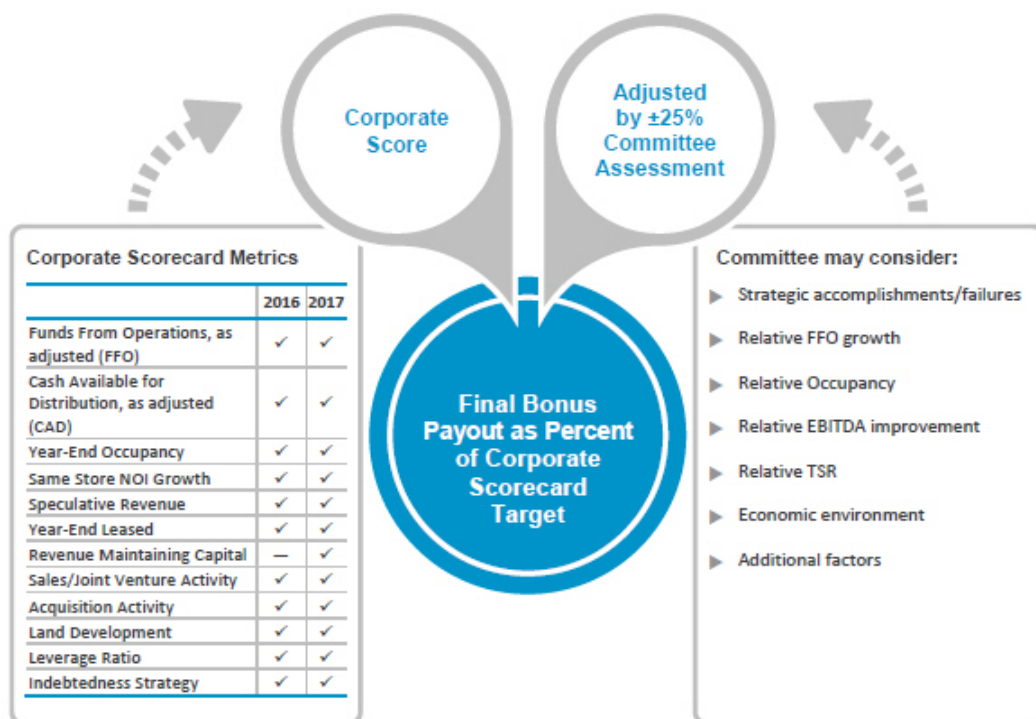 Corporate
Score
Adjusted
by ±25%
Committee
Assessment
Corporate Scorecard Metrics
2016 2017
Funds From Operations, as
adjusted (FFO) ✓ ✓
Cash Available for
Distribution, as adjusted
(CAD) ✓ ✓
Year-End Occupancy ✓ ✓
Same Store NOI Growth ✓ ✓
Speculative Revenue ✓ ✓
Year-End Leased ✓ ✓
Revenue Maintaining Capital — ✓
Sales/Joint Venture Activity ✓ ✓
Acquisition Activity ✓ ✓
Land Development ✓ ✓
Leverage Ratio ✓ ✓
Indebtedness Strategy ✓ ✓
Final Bonus
Payout as Percent
of Corporate
Scorecard
Target
Committee may consider:
Strategic accomplishments/failures
Relative FFO growth
Relative Occupancy
Relative EBITDA improvement
Relative TSR
Economic environment
Additional factors